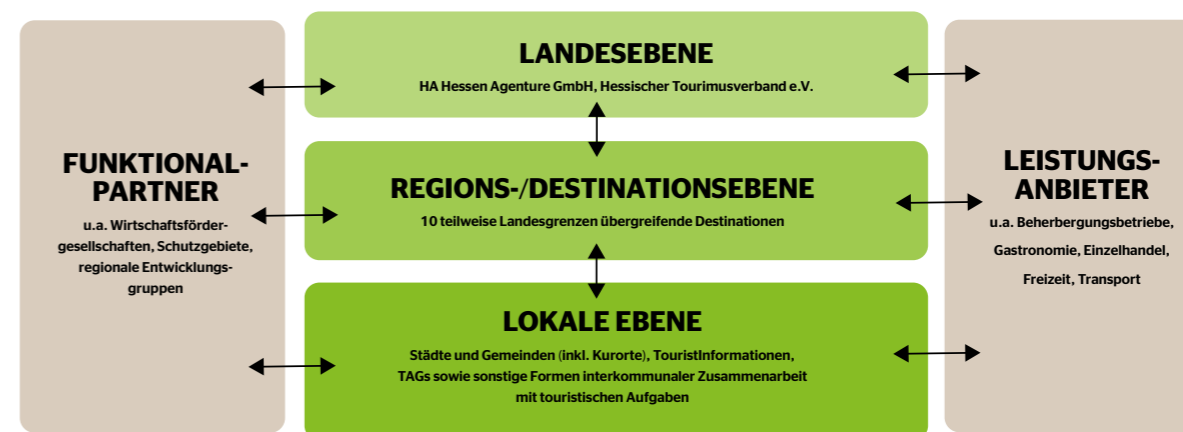 FUNKTIONAL-
PARTNER
u.a. Wirtschaftsförder-
gesellschaften, Schutzgebiete,
regionale Entwicklungs-
gruppen
LANDESEBENE
HA Hessen Agenture GmbH, Hessischer Tourimusverband e.V.
REGIONS-/DESTINATIONSEBENE
10 teilweise Landesgrenzen übergreifende Destinationen
LOKALE EBENE
Städte und Gemeinden (inkl. Kurorte), TouristInformationen,
TAGs sowie sonstige Formen interkommunaler Zusammenarbeit
mit touristischen Aufgaben
LEISTUNGS-
ANBIETER
u.a. Beherbergungsbetriebe,
Gastronomie, Einzelhandel,
Freizeit, Transport